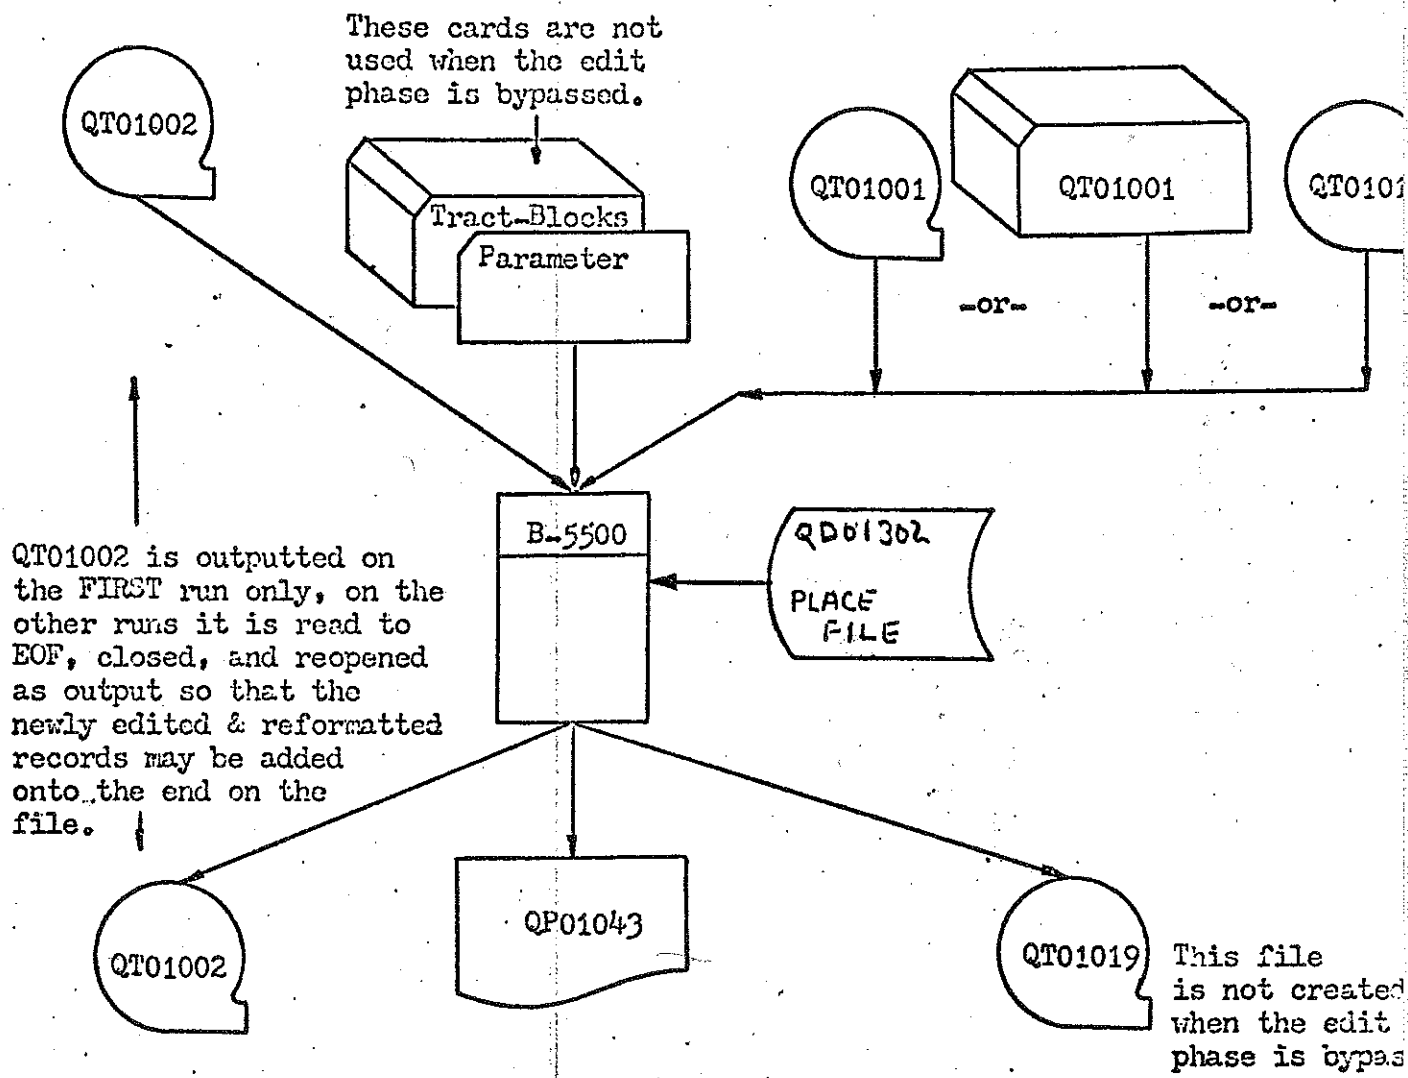 These cards are not
used when the edit
phase is bypassed.
QT01002
Tract-Blocks
Parameter
QT01001
QT01001
-or-
-or-
B-5500
QD01302
PLACE
FILE
QT01002 is outputted on
the FIRST run only, on the
other runs it is read to
EOF, closed, and reopened
as output so that the
newly edited & reformatted
records may be added
onto the end on the
file.
QT01002
QP01043
QT01019
This file
is not created
when the edit
phase is